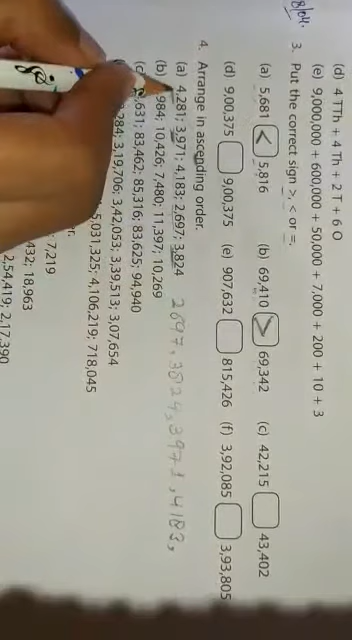 (d) 4 TTh + 4 Th + 2 T + 6 O
(e) 9,000,000 + 600,000 + 50,000 + 7,000 + 200 + 10 + 3
8/04.
3. Put the correct sign >, < or =,
(a) 5,681 < 5,816 (b) 69,410 > 69,342 (c) 42,215 43,402
(d) 9,00,375 9,00,375 (e) 907,632 815,426 (f) 3,92,085 3,93,805
4. Arrange in ascending order.
(a) 4,281; 3,971; 4,183; 2,697; 3,824 2697, 3824, 3971, 4183,
(b) 984; 10,426; 7,480; 11,397; 10,269
(c) ,631; 83,462; 85,316; 83,625; 94,940
284; 3,19,706; 3,42,053; 3,39,513; 3,07,654
5,031,325; 4,106,219; 718,045
7,219
432; 18,963
2,54,419; 2,17,390